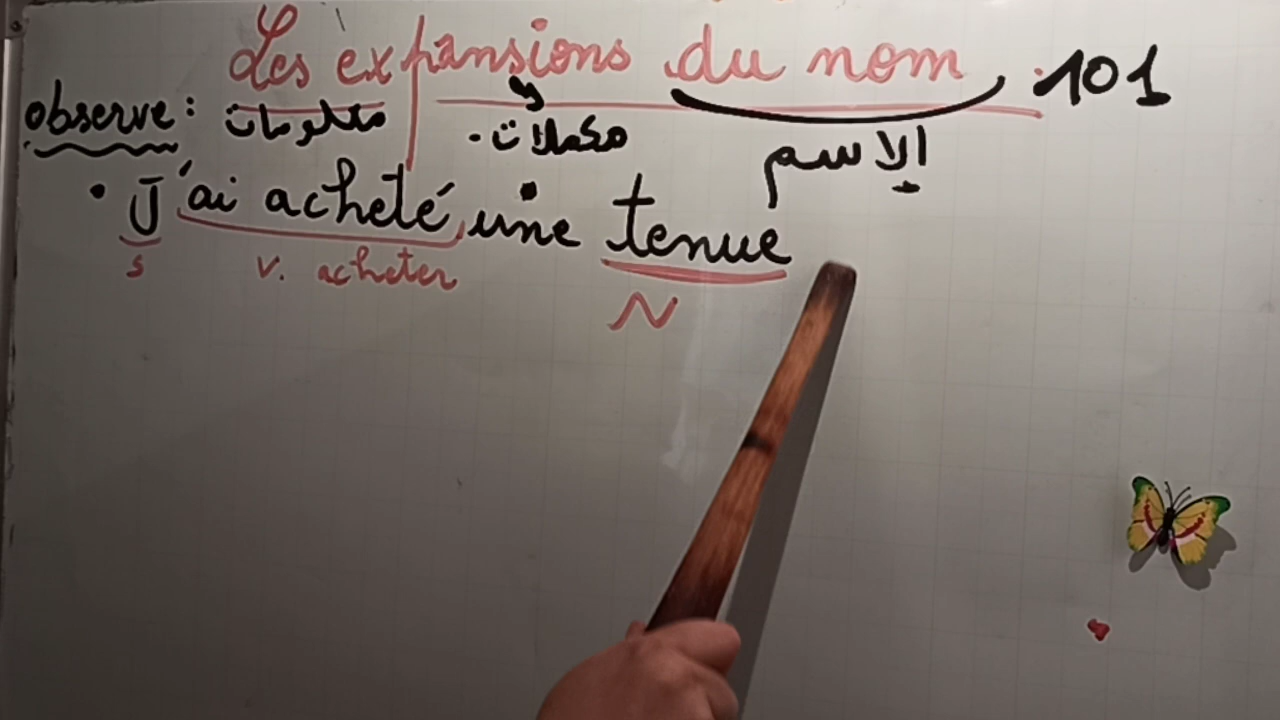 Les expansions du nom .101
observe : معلومات مكملات الاسم
• J'ai acheté une tenue
s v. acheter N